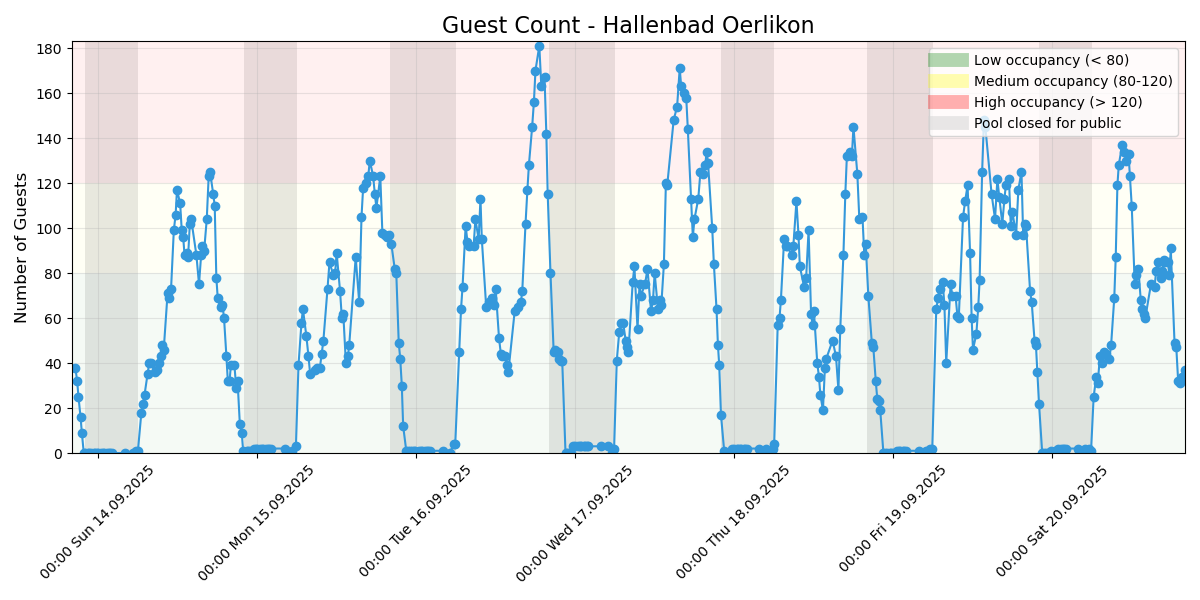 Guest Count - Hallenbad Oerlikon
Number of Guests
180
160
140
120
100
80
60
40
20
0
Low occupancy (< 80)
Medium occupancy (80-120)
High occupancy (> 120)
Pool closed for public
00:00 Sun 14.09.2025
00:00 Mon 15.09.2025
00:00 Tue 16.09.2025
00:00 Wed 17.09.2025
00:00 Thu 18.09.2025
00:00 Fri 19.09.2025
00:00 Sat 20.09.2025